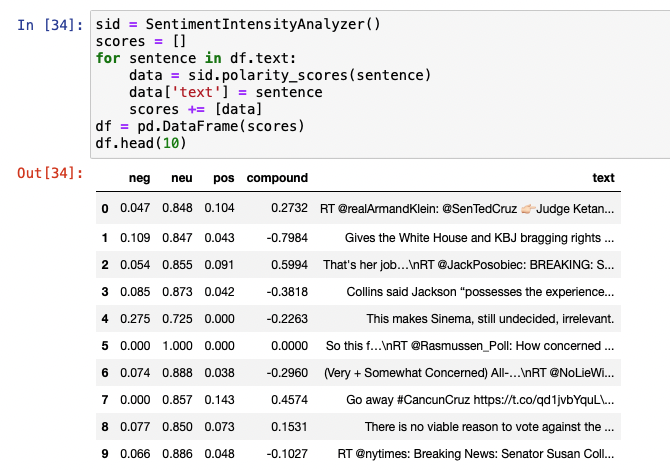 In [34]: sid = SentimentIntensityAnalyzer()
scores = []
for sentence in df.text:
data = sid.polarity_scores(sentence)
data['text'] = sentence
scores += [data]
df = pd.DataFrame(scores)
df.head(10)
Out[34]: neg neu pos compound text
0 0.047 0.848 0.104 0.2732 RT @realArmandKlein: @SenTedCruz 👉🏻Judge Ketan...
1 0.109 0.847 0.043 -0.7984 Gives the White House and KBJ bragging rights ...
2 0.054 0.855 0.091 0.5994 That's her job…\nRT @JackPosobiec: BREAKING: S...
3 0.085 0.873 0.042 -0.3818 Collins said Jackson “possesses the experience...
4 0.275 0.725 0.000 -0.2263 This makes Sinema, still undecided, irrelevant.
5 0.000 1.000 0.000 0.0000 So this f…\nRT @Rasmussen_Poll: How concerned ...
6 0.074 0.888 0.038 -0.2960 (Very + Somewhat Concerned) All-…\nRT @NoLieWi...
7 0.000 0.857 0.143 0.4574 Go away #CancunCruz https://t.co/qd1jvbYquL\...
8 0.077 0.850 0.073 0.1531 There is no viable reason to vote against the ...
9 0.066 0.886 0.048 -0.1027 RT @nytimes: Breaking News: Senator Susan Coll...